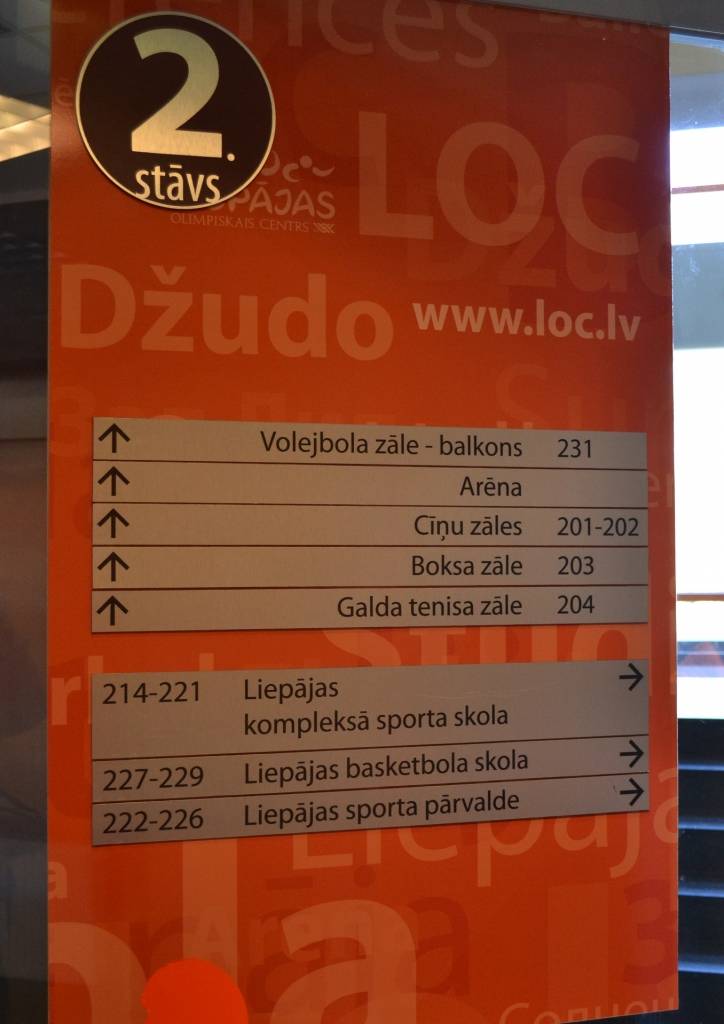 2.
stāvs
OLIMPISKAIS CENTRS
LOC
Džudo
www.loc.lv
Volejbola zāle - balkons 231
Arēna
Cīņu zāles 201-202
Boksa zāle 203
Galda tenisa zāle 204
214-221 Liepājas
kompleksā sporta skola
227-229 Liepājas basketbola skola
222-226 Liepājas sporta pārvalde